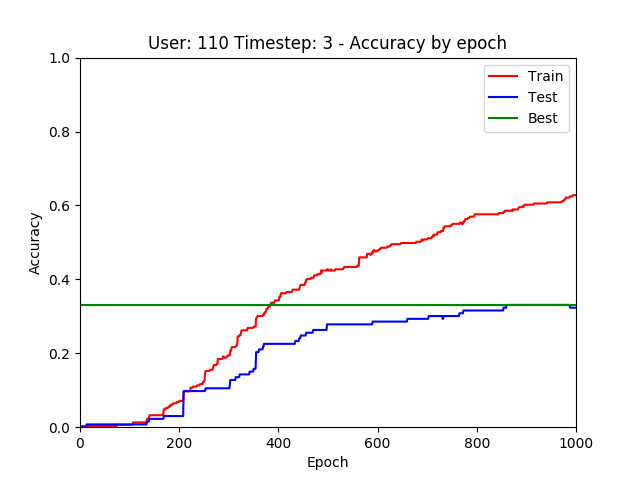 User: 110 Timestep: 3 - Accuracy by epoch
1.0
0.8
0.6
0.4
0.2
0.0
Accuracy
Train
Test
Best
0 200 400 600 800 1000
Epoch